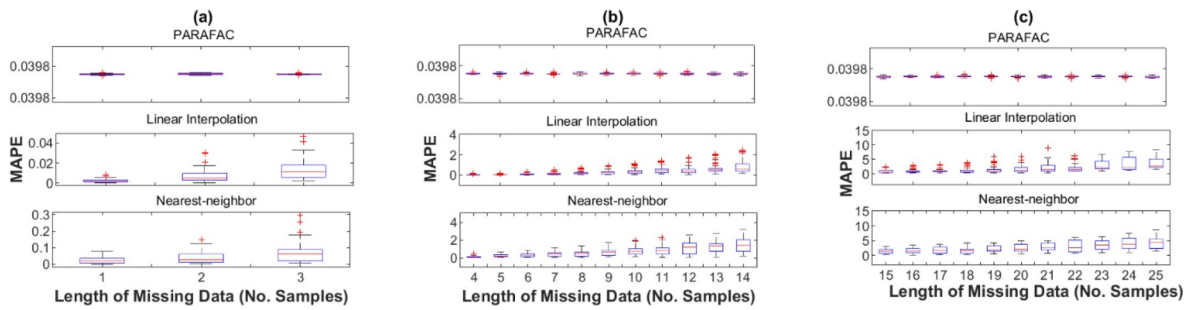 (a)
PARAFAC
0.0398
0.0398
Linear Interpolation
0.04
0.02
0
Nearest-neighbor
0.3
0.2
0.1
0
1 2 3
MAPE
Length of Missing Data (No. Samples)
(b)
PARAFAC
0.0398
0.0398
Linear Interpolation
4
2
0
Nearest-neighbor
4
2
0
4 5 6 7 8 9 10 11 12 13 14
MAPE
Length of Missing Data (No. Samples)
(c)
PARAFAC
0.0398
0.0398
Linear Interpolation
15
10
5
0
Nearest-neighbor
15
10
5
0
15 16 17 18 19 20 21 22 23 24 25
MAPE
Length of Missing Data (No. Samples)